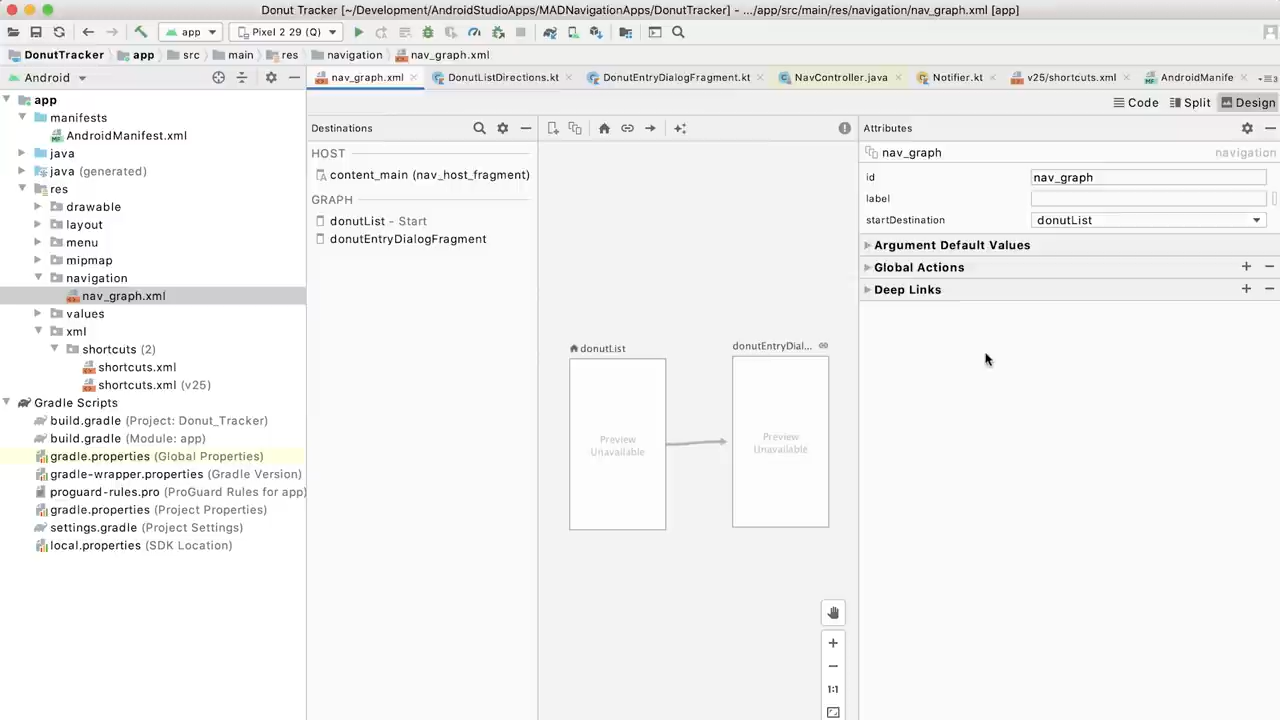 Donut Tracker [~/Development/AndroidStudioApps/MADNavigationApps/DonutTracker] - .../app/src/main/res/navigation/nav_graph.xml [app]
app
Pixel 2 29 (Q)
DonutTracker
app
src
main
res
navigation
nav_graph.xml
Android
nav_graph.xml
DonutListDirections.kt
DonutEntryDialogFragment.kt
NavController.java
Notifier.kt
v25/shortcuts.xml
AndroidManife
Code
Split
Design
app
manifests
AndroidManifest.xml
java
java (generated)
res
drawable
layout
menu
mipmap
navigation
nav_graph.xml
values
xml
shortcuts (2)
shortcuts.xml
shortcuts.xml (v25)
Gradle Scripts
build.gradle (Project: Donut_Tracker)
build.gradle (Module: app)
gradle.properties (Global Properties)
gradle-wrapper.properties (Gradle Version)
proguard-rules.pro (ProGuard Rules for app)
gradle.properties (Project Properties)
settings.gradle (Project Settings)
local.properties (SDK Location)
Destinations
HOST
content_main (nav_host_fragment)
GRAPH
donutList - Start
donutEntryDialogFragment
donutList
Preview
Unavailable
donutEntryDial...
Preview
Unavailable
1:1
Attributes
nav_graph
navigation
id
nav_graph
label
startDestination
donutList
Argument Default Values
Global Actions
Deep Links